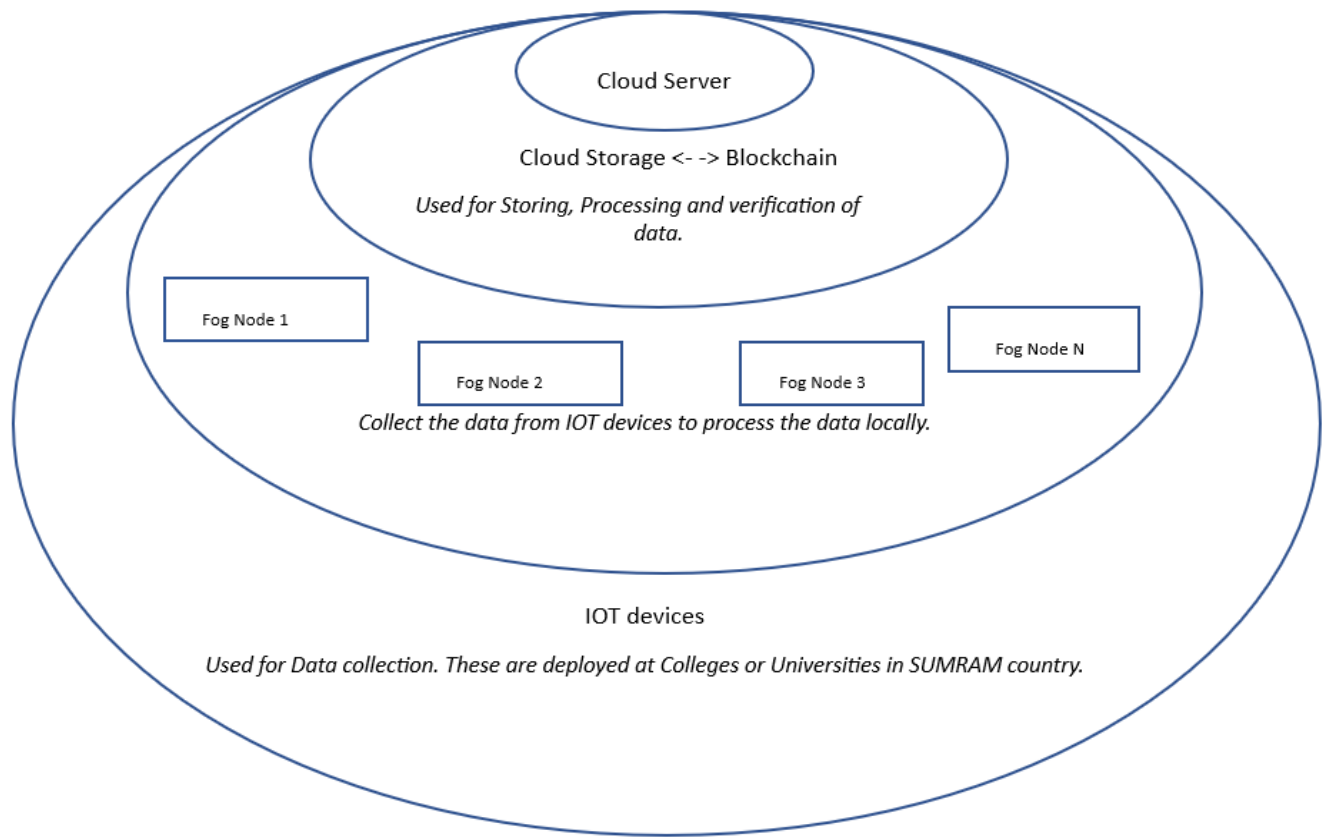 Cloud Server
Cloud Storage <- -> Blockchain
Used for Storing, Processing and verification of
data.
Fog Node 1
Fog Node 2
Fog Node 3
Fog Node N
Collect the data from IOT devices to process the data locally.
IOT devices
Used for Data collection. These are deployed at Colleges or Universities in SUMRAM country.